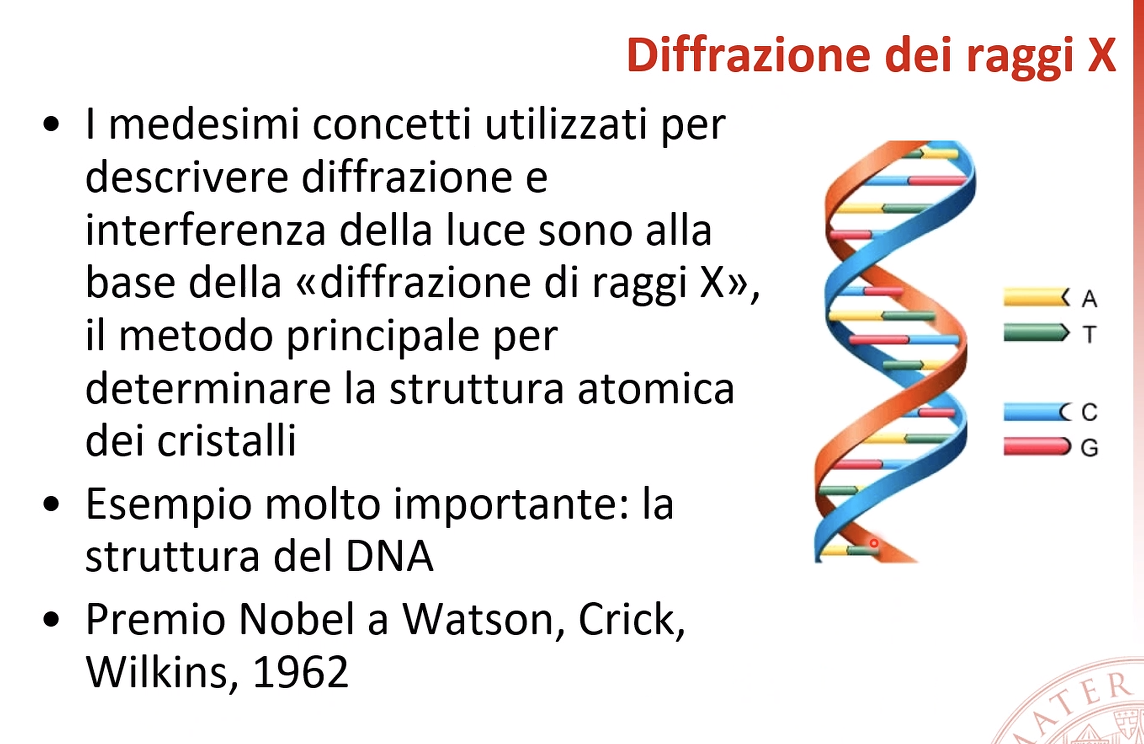 Diffrazione dei raggi X
• I medesimi concetti utilizzati per
descrivere diffrazione e
interferenza della luce sono alla
base della «diffrazione di raggi X»,
il metodo principale per
determinare la struttura atomica
dei cristalli
• Esempio molto importante: la
struttura del DNA
• Premio Nobel a Watson, Crick,
Wilkins, 1962
A
T
C
G
MATER